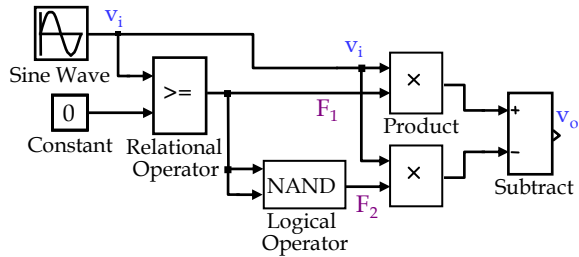 v_i
Sine Wave
0
Constant
>=
Relational
Operator
F_1
NAND
Logical
Operator
F_2
v_i
×
Product
×
+
−
Subtract
v_o